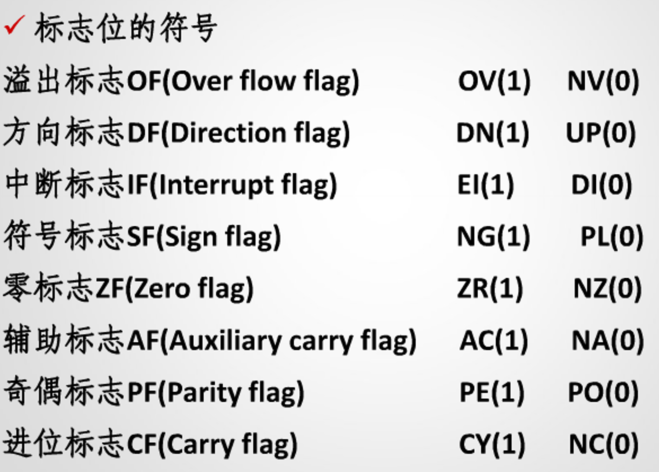 ✓ 标志位的符号
溢出标志OF(Over flow flag) OV(1) NV(0)
方向标志DF(Direction flag) DN(1) UP(0)
中断标志IF(Interrupt flag) EI(1) DI(0)
符号标志SF(Sign flag) NG(1) PL(0)
零标志ZF(Zero flag) ZR(1) NZ(0)
辅助标志AF(Auxiliary carry flag) AC(1) NA(0)
奇偶标志PF(Parity flag) PE(1) PO(0)
进位标志CF(Carry flag) CY(1) NC(0)